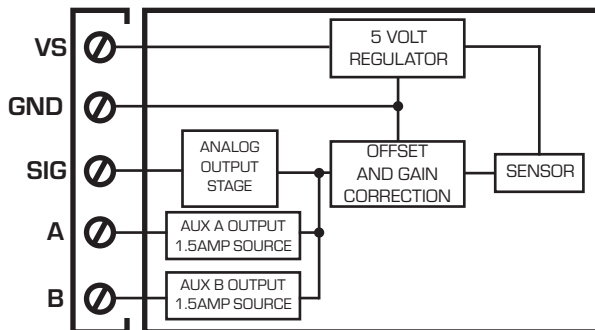 VS
5 VOLT
REGULATOR
GND
SIG
ANALOG
OUTPUT
STAGE
OFFSET
AND GAIN
CORRECTION
SENSOR
A
AUX A OUTPUT
1.5AMP SOURCE
B
AUX B OUTPUT
1.5AMP SOURCE